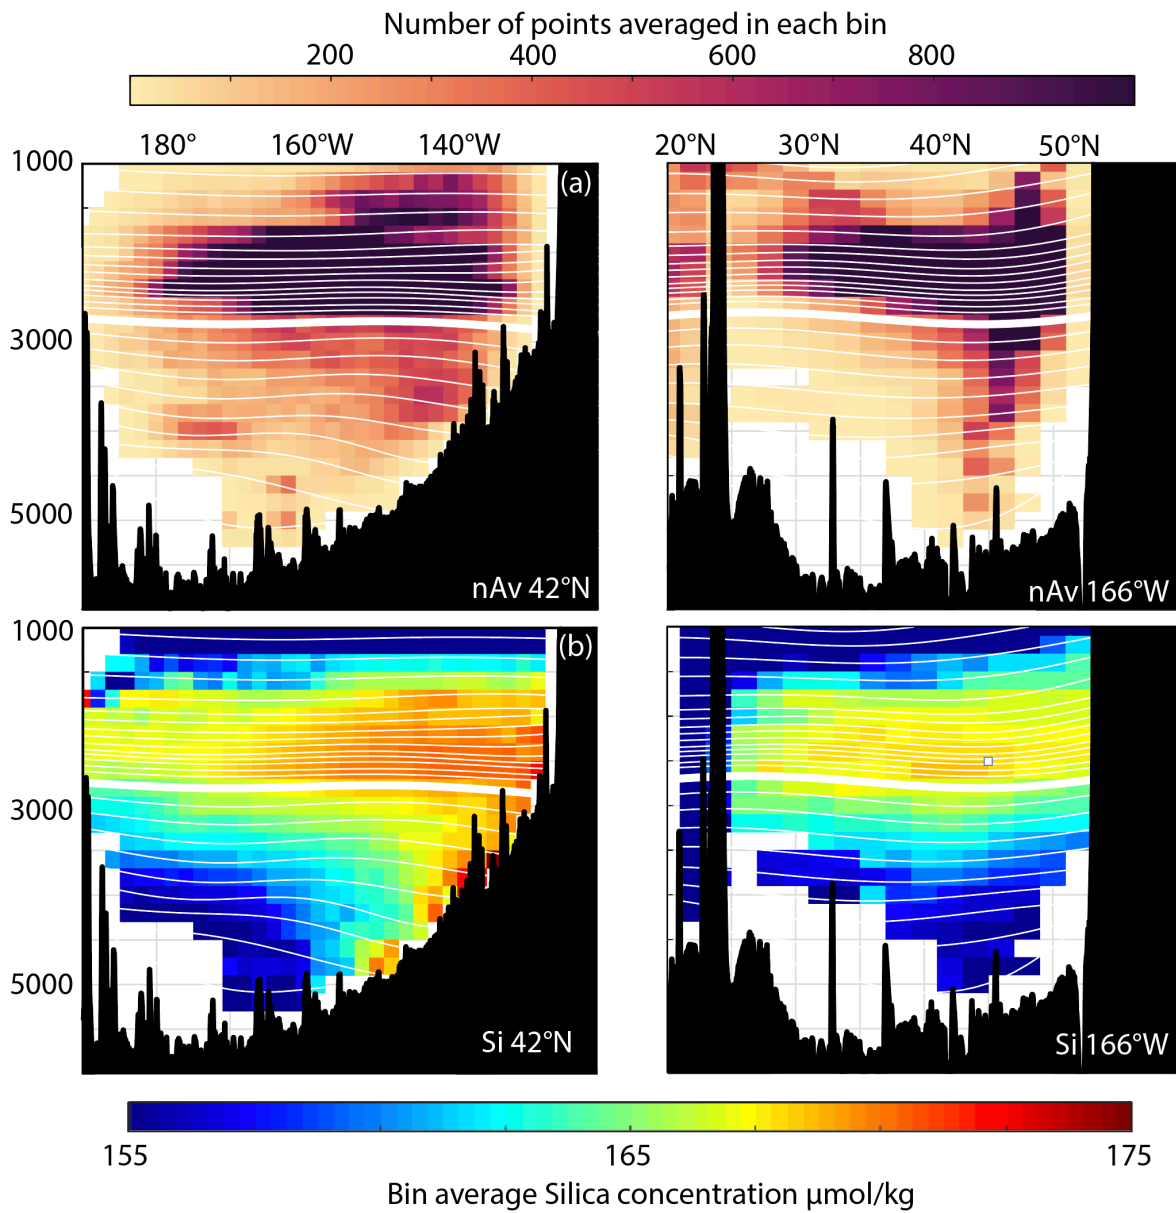 Number of points averaged in each bin
200 400 600 800
180° 160°W 140°W 20°N 30°N 40°N 50°N
1000
(a)
3000
5000
nAv 42°N nAv 166°W
1000
(b)
3000
5000
Si 42°N Si 166°W
155 165 175
Bin average Silica concentration µmol/kg